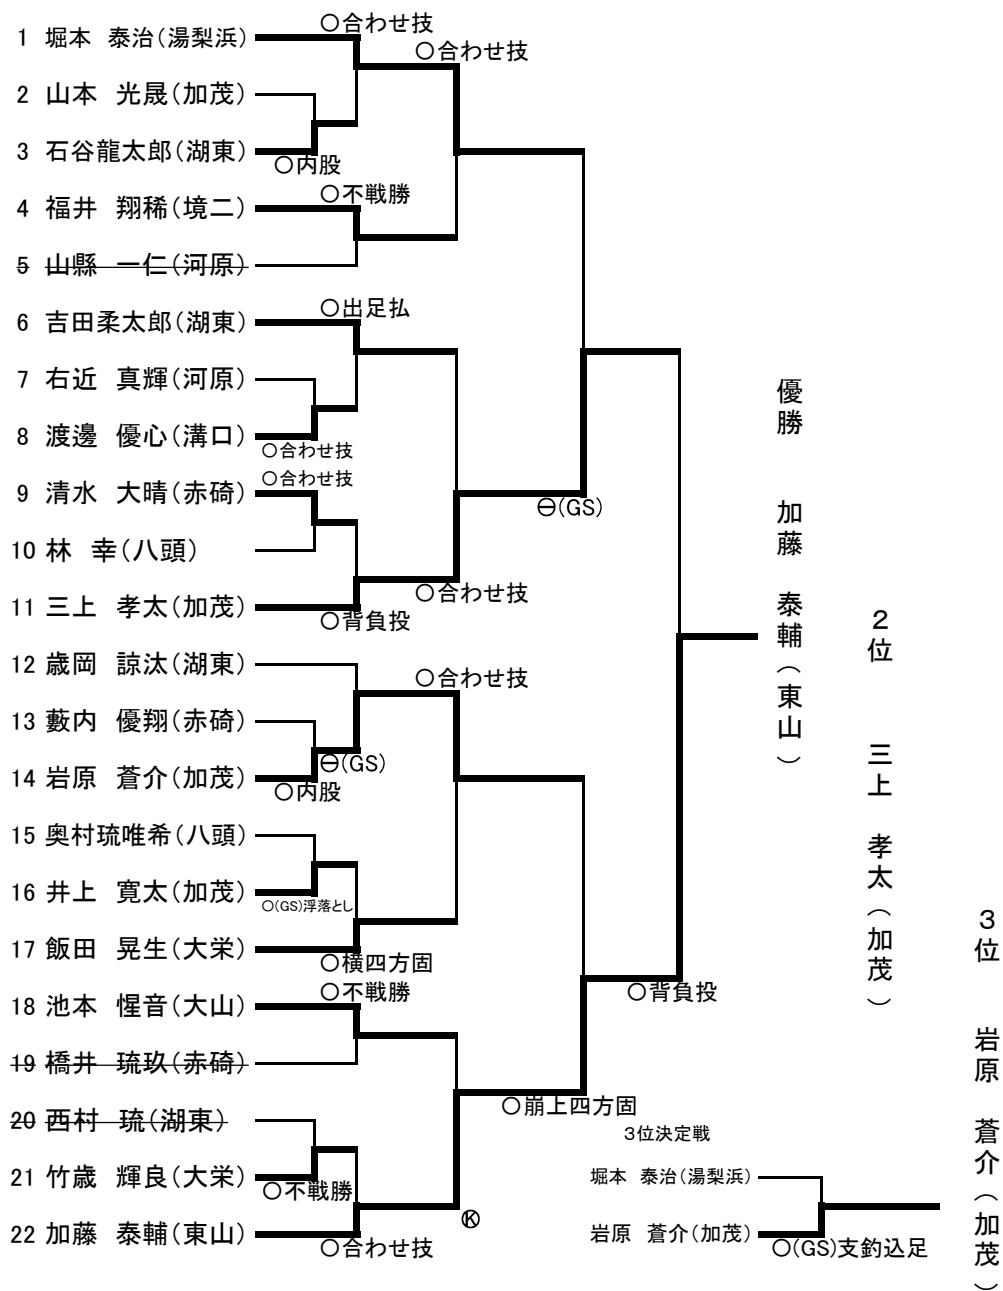 ○合わせ技
1 堀本 泰治(湯梨浜)
○合わせ技
2 山本 光晟(加茂)
3 石谷龍太郎(湖東)
○内股
○不戦勝
4 福井 翔稀(境二)
5 山縣 一仁(河原)
○出足払
6 吉田柔太郎(湖東)
7 右近 真輝(河原)
8 渡邊 優心(溝口)
○合わせ技
○合わせ技
9 清水 大晴(赤碕)
⊖(GS)
10 林 幸(八頭)
○合わせ技
11 三上 孝太(加茂)
○背負投
12 歳岡 諒汰(湖東)
○合わせ技
13 藪内 優翔(赤碕)
⊖(GS)
14 岩原 蒼介(加茂)
○内股
15 奥村琉唯希(八頭)
16 井上 寛太(加茂)
○(GS)浮落とし
17 飯田 晃生(大栄)
○横四方固
○不戦勝
○背負投
18 池本 惺音(大山)
19 橋井 琉玖(赤碕)
○崩上四方固
20 西村 琉(湖東)
21 竹歳 輝良(大栄)
○不戦勝
Ⓚ
22 加藤 泰輔(東山)
○合わせ技
優勝 加藤 泰輔(東山)
2位 三上 孝太(加茂)
3位 岩原 蒼介(加茂)
3位決定戦
堀本 泰治(湯梨浜)
岩原 蒼介(加茂)
○(GS)支釣込足